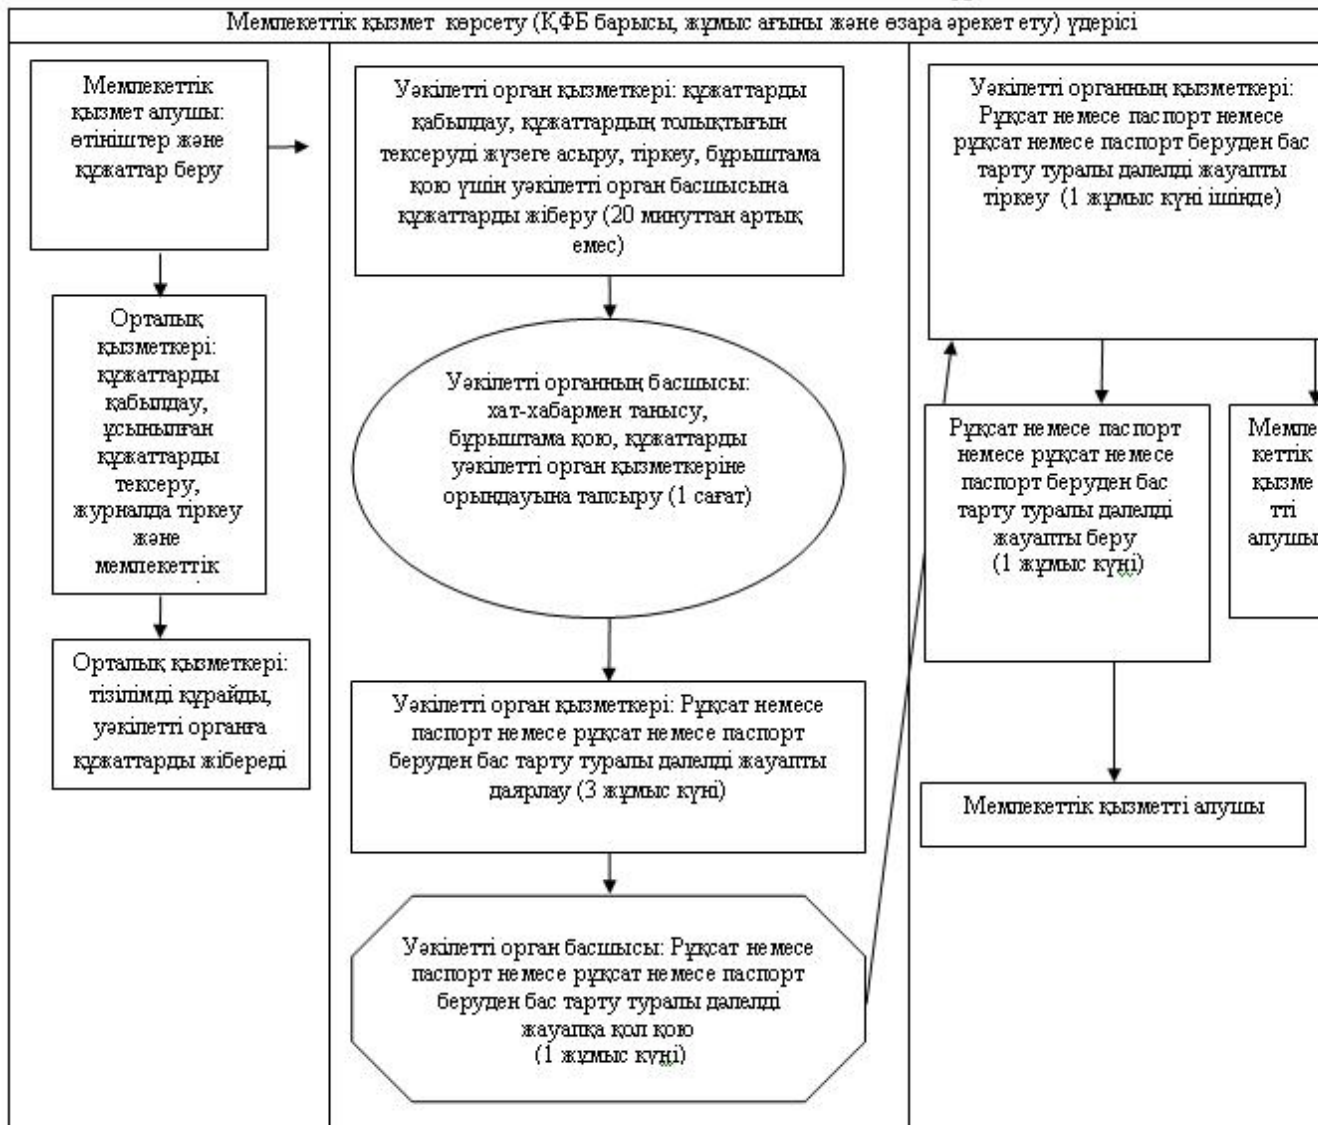 Мемлекеттік қызмет көрсету (ҚФБ барысы, жұмыс ағыны және өзара әрекет ету) үдерісі
Мемлекеттік
қызмет алушы:
өтініштер және
құжаттар беру
Орталық
қызметкері:
құжаттарды
қабылдау,
ұсынылған
құжаттарды
тексеру,
журналда тіркеу
және
мемлекеттік
Орталық қызметкері:
тізілімді құрайды,
уәкілетті органға
құжаттарды жібереді
Уәкілетті орган қызметкері: құжаттарды
қабылдау, құжаттардың толықтығын
тексеруді жүзеге асыру, тіркеу, бұрыштама
қою үшін уәкілетті орган басшысына
құжаттарды жіберу (20 минуттан артық
емес)
Уәкілетті органның басшысы:
хат-хабармен танысу,
бұрыштама қою, құжаттарды
уәкілетті орган қызметкеріне
орындауына тапсыру (1 сағат)
Уәкілетті орган қызметкері: Рұқсат немесе
паспорт немесе рұқсат немесе паспорт
беруден бас тарту туралы дәлелді жауапты
даярлау (3 жұмыс күні)
Уәкілетті орган басшысы: Рұқсат немесе
паспорт немесе рұқсат немесе паспорт
беруден бас тарту туралы дәлелді
жауапқа қол қою
(1 жұмыс күні)
Уәкілетті органның қызметкері:
Рұқсат немесе паспорт немесе
рұқсат немесе паспорт беруден бас
тарту туралы дәлелді жауапты
тіркеу (1 жұмыс күні ішінде)
Рұқсат немесе паспорт
немесе рұқсат немесе
паспорт беруден бас
тарту туралы дәлелді
жауапты беру
(1 жұмыс күні)
Мемле
кеттік
қызме
тті
алушы
Мемлекеттік қызметті алушы